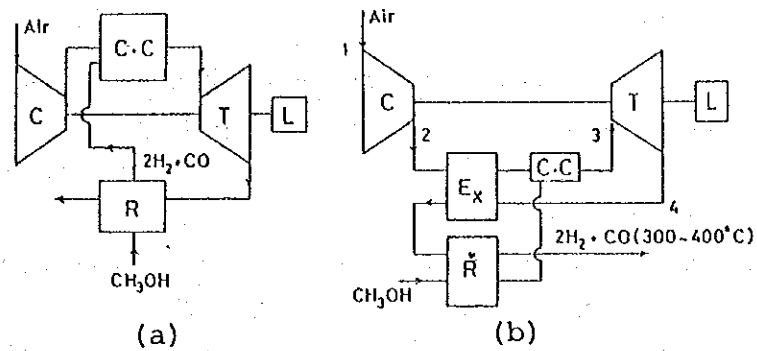 Air
C·C
C
T
L
2H₂+CO
R
CH₃OH
(a)
Air
1
C
T
L
2
3
Eₓ
C·C
4
2H₂ + CO(300~400°C)
R
CH₃OH
(b)